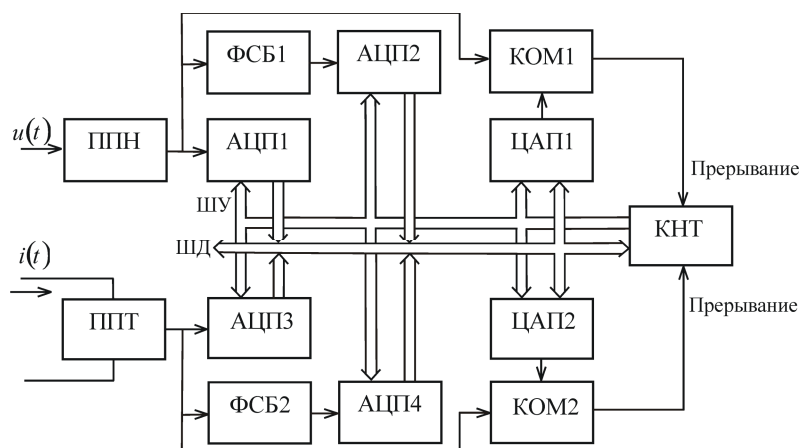 ФСБ1
АЦП2
КОМ1
u(t)
ППН
АЦП1
ЦАП1
Прерывание
ШУ
КНТ
ШД
i(t)
Прерывание
ППТ
АЦП3
ЦАП2
ФСБ2
АЦП4
КОМ2